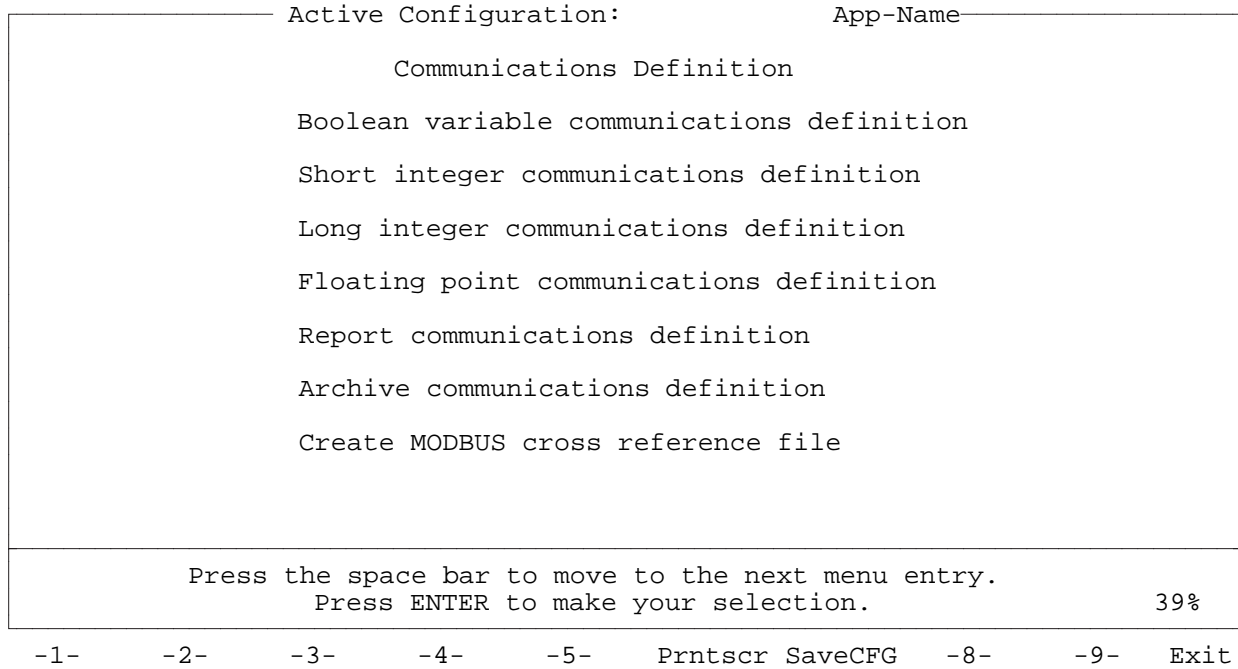 Active Configuration: App-Name
Communications Definition
Boolean variable communications definition
Short integer communications definition
Long integer communications definition
Floating point communications definition
Report communications definition
Archive communications definition
Create MODBUS cross reference file
Press the space bar to move to the next menu entry.
Press ENTER to make your selection. 39%
-1- -2- -3- -4- -5- Prntscr SaveCFG -8- -9- Exit